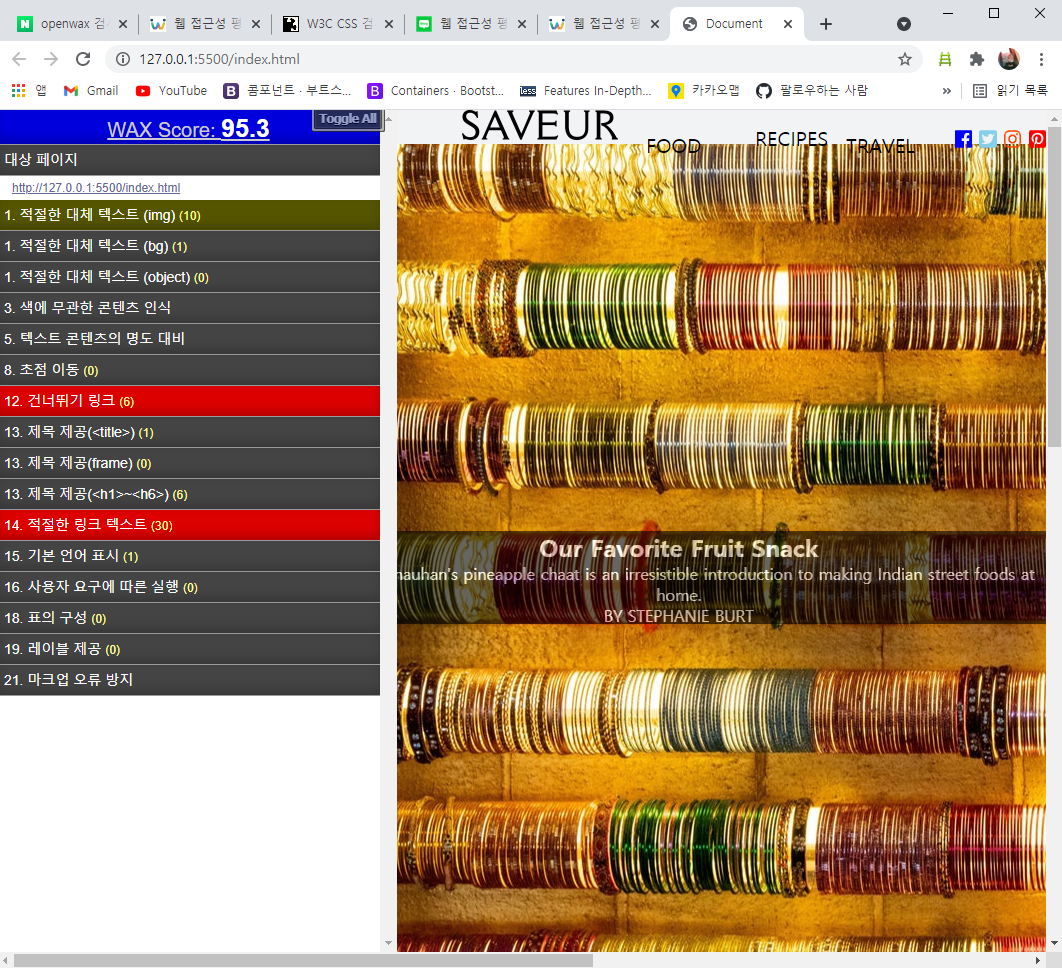 openwax 검
웹 접근성 평
W3C CSS 검
웹 접근성 평
웹 접근성 평
Document
127.0.0.1:5500/index.html
앱 Gmail YouTube 콤포넌트 · 부트스... Containers · Bootst... Features In-Depth... 카카오맵 팔로우하는 사람 » 읽기 목록
WAX Score: 95.3
Toggle All
대상 페이지
http://127.0.0.1:5500/index.html
1. 적절한 대체 텍스트 (img) (10)
1. 적절한 대체 텍스트 (bg) (1)
1. 적절한 대체 텍스트 (object) (0)
3. 색에 무관한 콘텐츠 인식
5. 텍스트 콘텐츠의 명도 대비
8. 초점 이동 (0)
12. 건너뛰기 링크 (6)
13. 제목 제공(<title>) (1)
13. 제목 제공(frame) (0)
13. 제목 제공(<h1>~<h6>) (6)
14. 적절한 링크 텍스트 (30)
15. 기본 언어 표시 (1)
16. 사용자 요구에 따른 실행 (0)
18. 표의 구성 (0)
19. 레이블 제공 (0)
21. 마크업 오류 방지
SAVEUR
FOOD RECIPES TRAVEL
Our Favorite Fruit Snack
hauhan's pineapple chaat is an irresistible introduction to making Indian street foods at
home.
BY STEPHANIE BURT